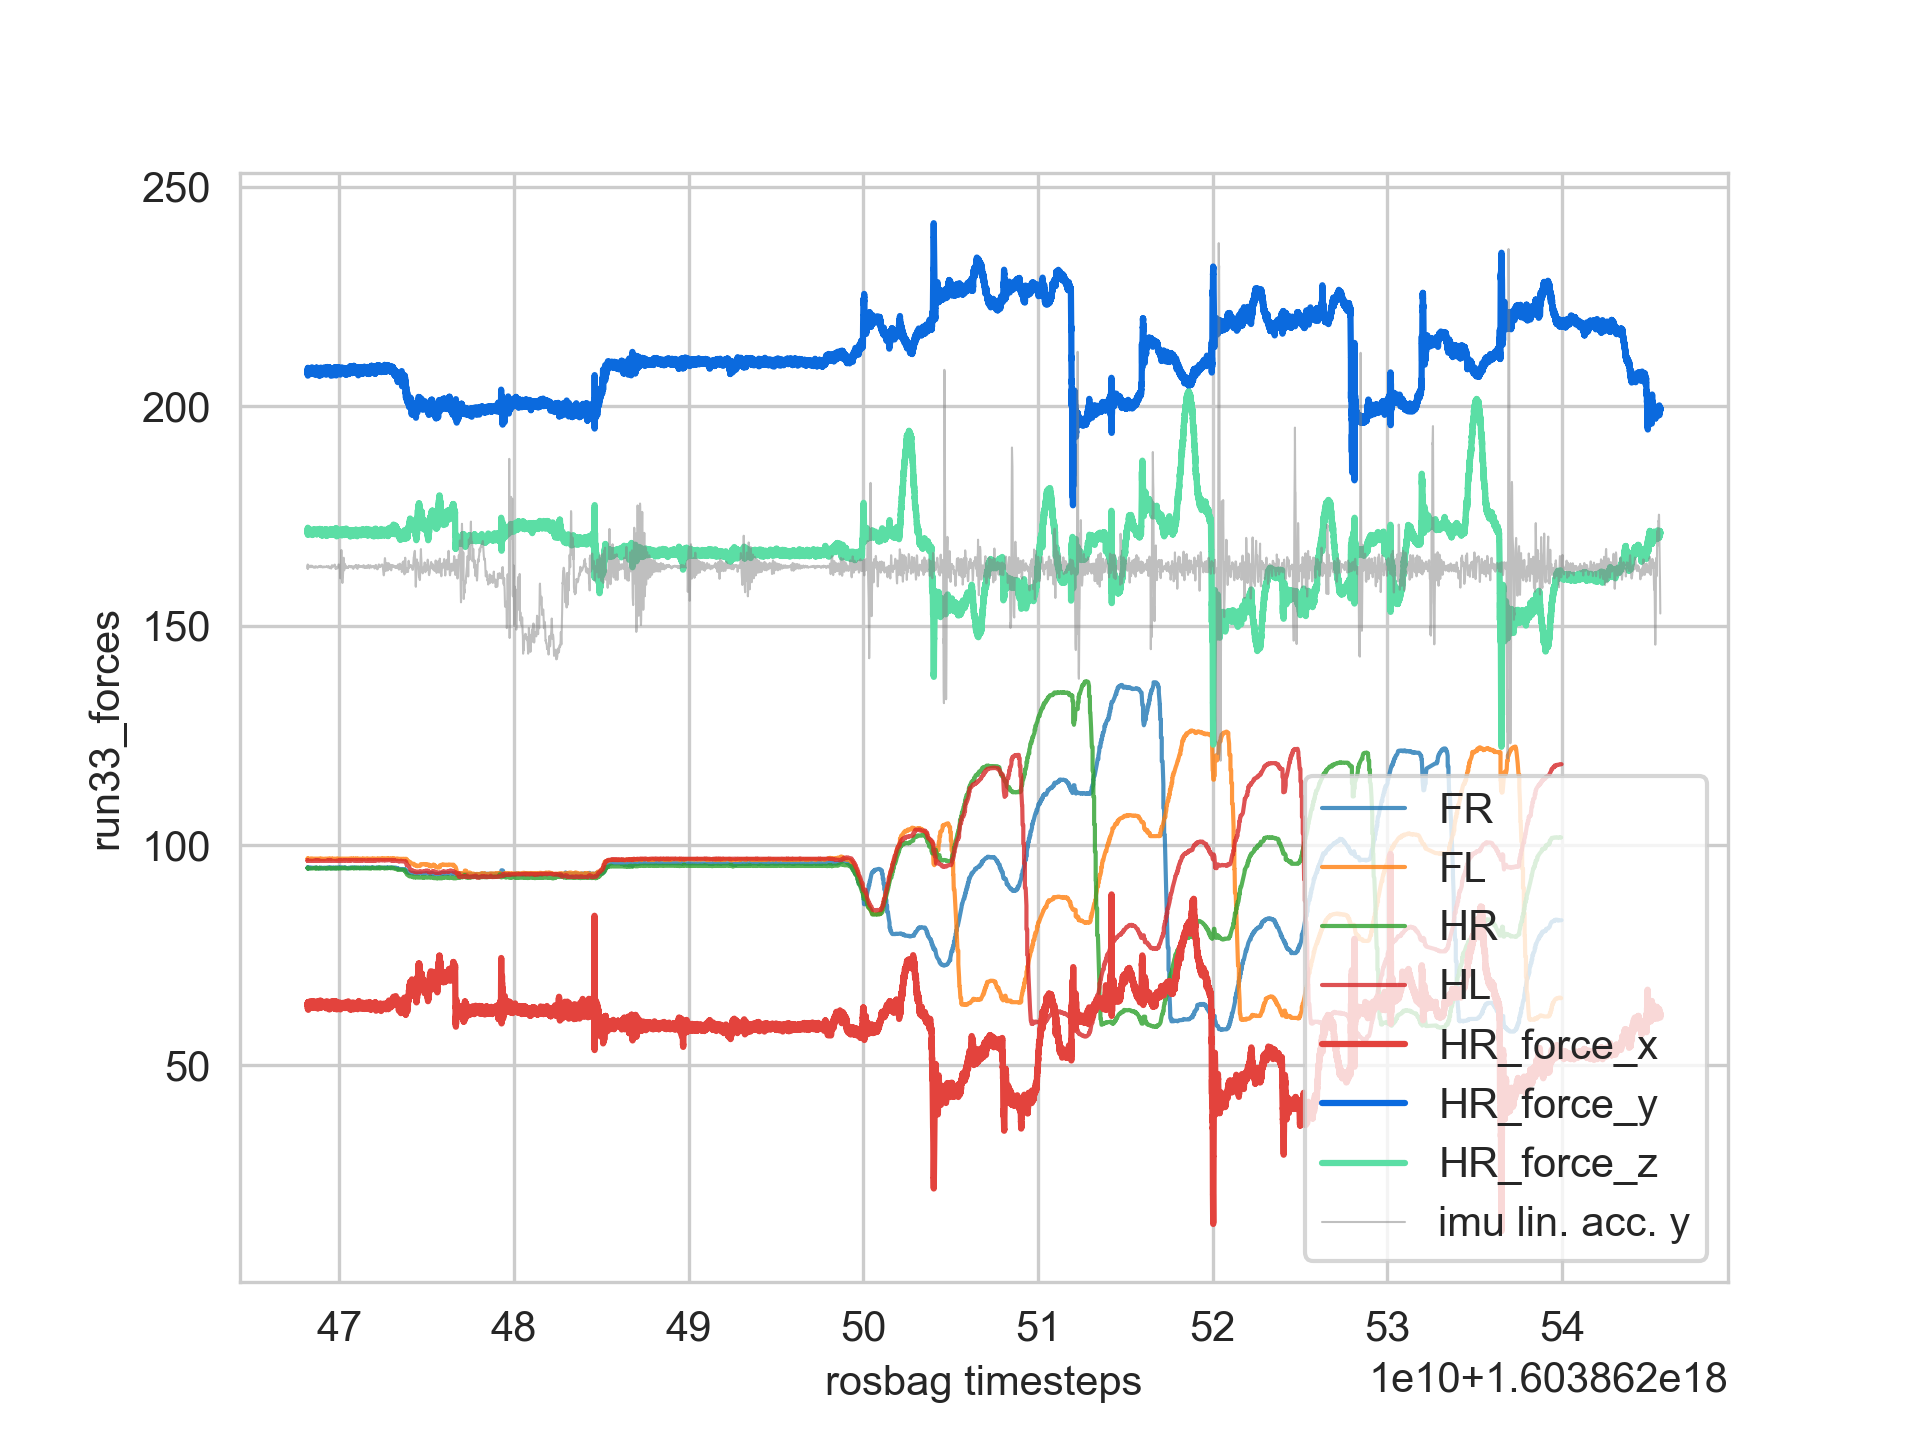 250
200
150
100
50
run33_forces
FR
FL
HR
HL
HR_force_x
HR_force_y
HR_force_z
imu lin. acc. y
47 48 49 50 51 52 53 54
rosbag timesteps
1e10+1.603862e18